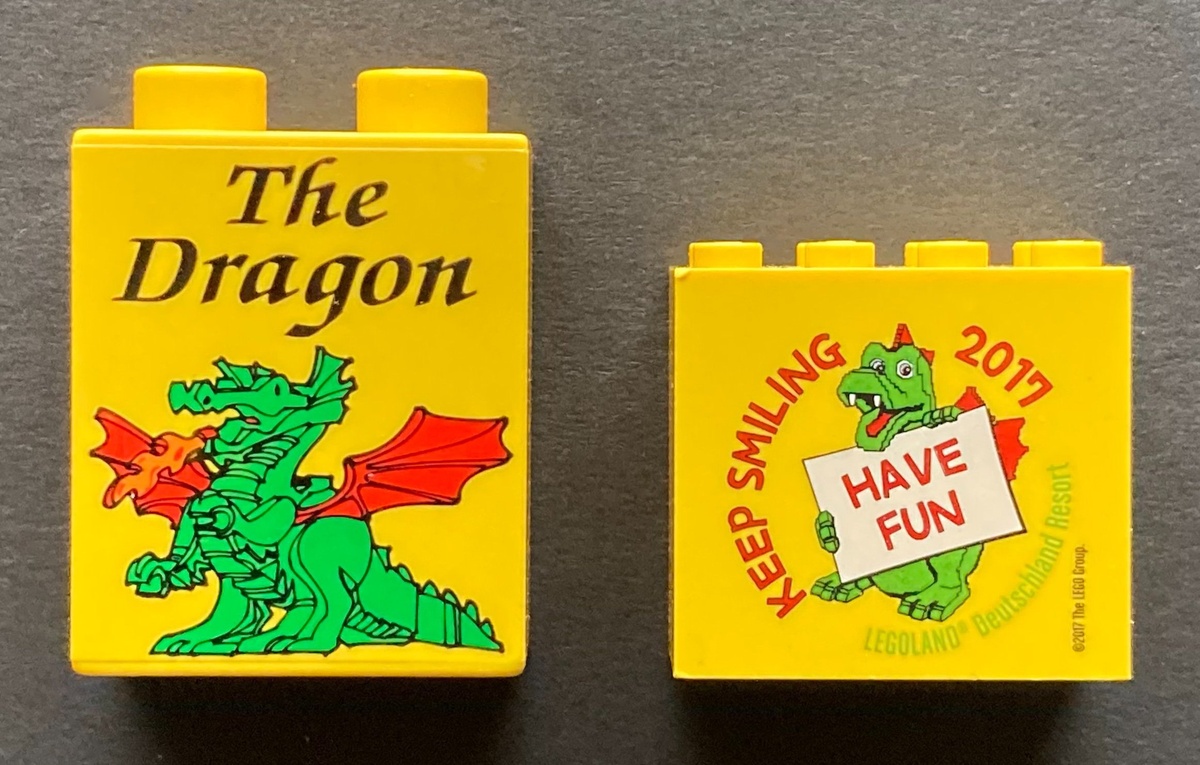 The
Dragon
KEEP SMILING 2017
HAVE
FUN
LEGOLAND® Deutschland Resort
©2017 The LEGO Group.